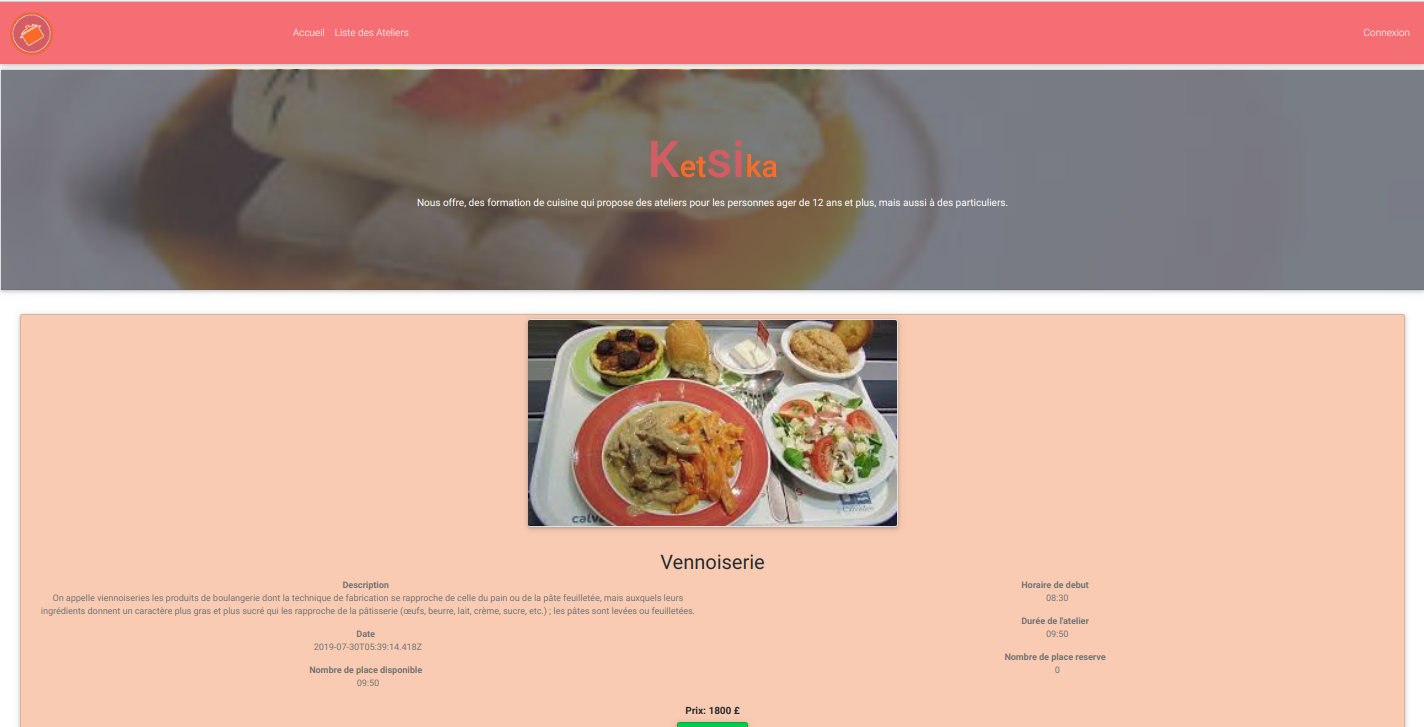 Accueil Liste des Ateliers Connexion
Ketsika
Nous offre, des formation de cuisine qui propose des ateliers pour les personnes ager de 12 ans et plus, mais aussi à des particuliers.
Vennoiserie
Description
On appelle viennoiseries les produits de boulangerie dont la technique de fabrication se rapproche de celle du pain ou de la pâte feuilletée, mais auxquels leurs
ingrédients donnent un caractère plus gras et plus sucré qui les rapproche de la pâtisserie (œufs, beurre, lait, crème, sucre, etc.) ; les pâtes sont levées ou feuilletées.
Date
2019-07-30T05:39:14.418Z
Nombre de place disponible
09:50
Horaire de debut
08:30
Durée de l'atelier
09:50
Nombre de place reserve
0
Prix: 1800 £